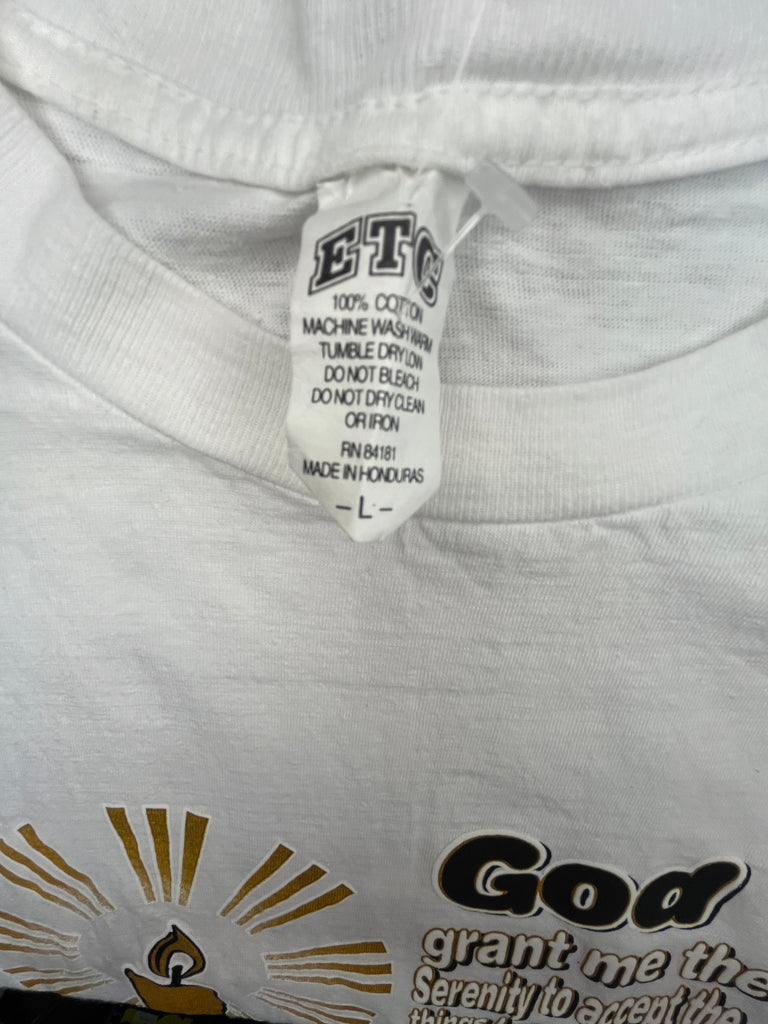 ETC
100% COTTON
MACHINE WASH WARM
TUMBLE DRY LOW
DO NOT BLEACH
DO NOT DRY CLEAN
OR IRON
RN 84181
MADE IN HONDURAS
-L-
God
grant me the
Serenity to accept the
things